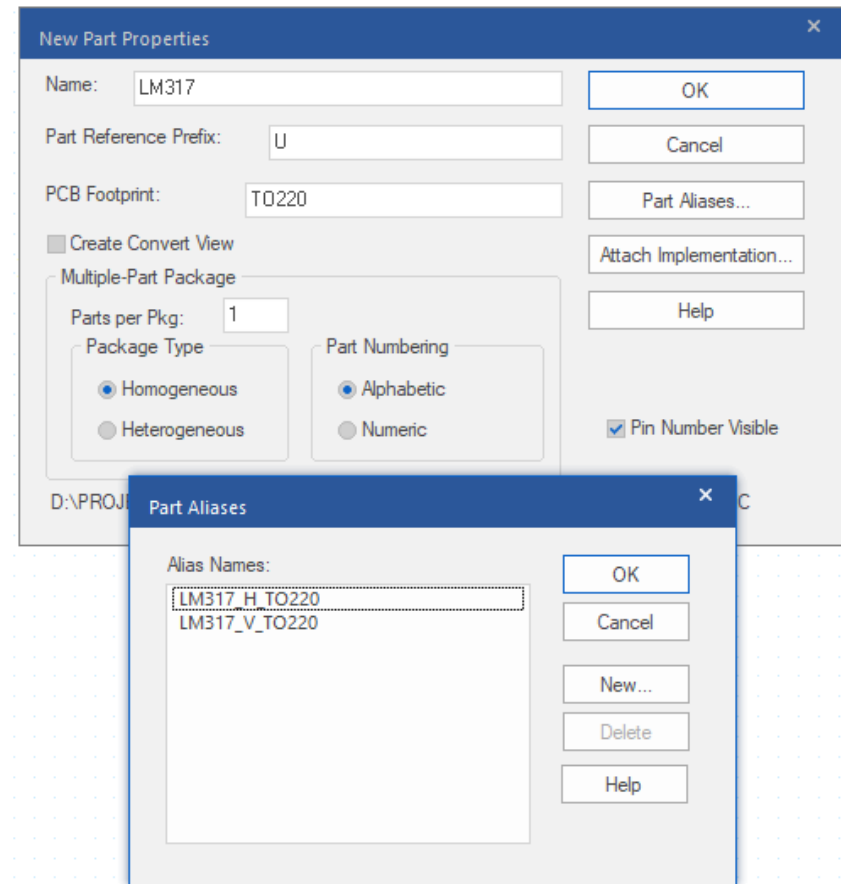 New Part Properties
Name: LM317
OK
Part Reference Prefix: U
Cancel
PCB Footprint: TO220
Part Aliases...
Create Convert View
Attach Implementation...
Multiple-Part Package
Parts per Pkg: 1
Help
Package Type
Part Numbering
Homogeneous
Alphabetic
Heterogeneous
Numeric
Pin Number Visible
D:\PROJ
C
Part Aliases
Alias Names:
OK
LM317_H_TO220
LM317_V_TO220
Cancel
New...
Delete
Help